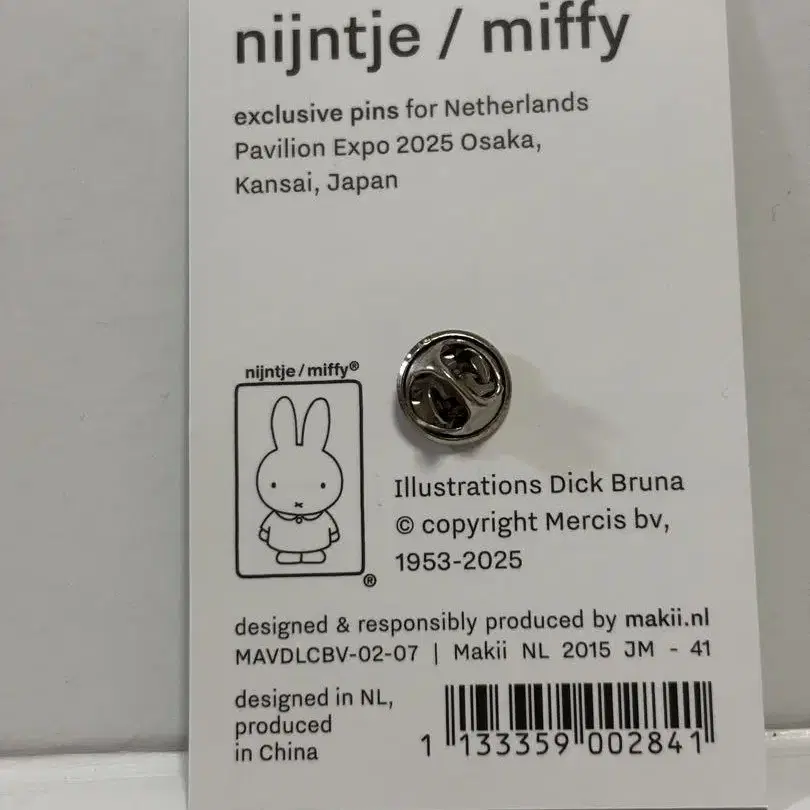 nijntje / miffy
exclusive pins for Netherlands
Pavilion Expo 2025 Osaka,
Kansai, Japan
nijntje / miffy®
®
Illustrations Dick Bruna
© copyright Mercis bv,
1953-2025
designed & responsibly produced by makii.nl
MAVDLCBV-02-07 | Makii NL 2015 JM - 41
designed in NL,
produced
in China
1 133359 002841